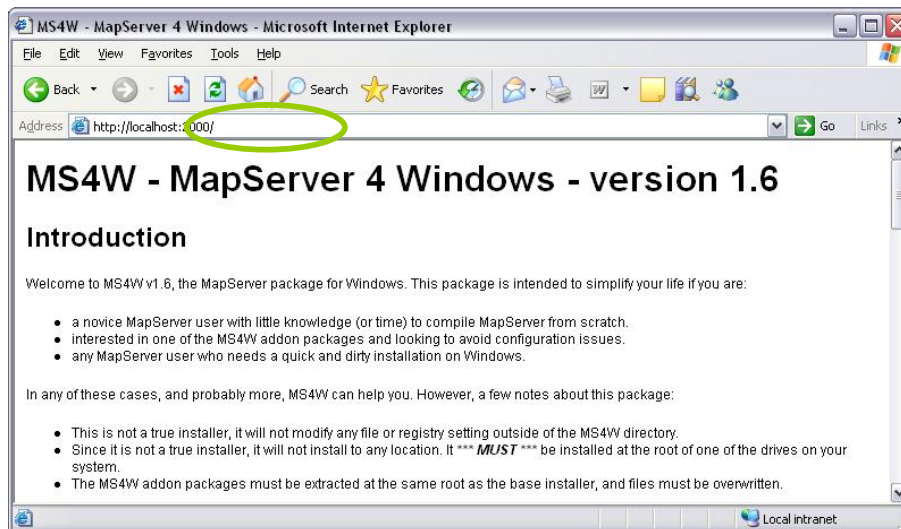 MS4W - MapServer 4 Windows - Microsoft Internet Explorer
File Edit View Favorites Tools Help
Back Search Favorites
Address http://localhost:2000/ Go Links
MS4W - MapServer 4 Windows - version 1.6
Introduction
Welcome to MS4W v1.6, the MapServer package for Windows. This package is intended to simplify your life if you are:
a novice MapServer user with little knowledge (or time) to compile MapServer from scratch.
interested in one of the MS4W addon packages and looking to avoid configuration issues.
any MapServer user who needs a quick and dirty installation on Windows.
In any of these cases, and probably more, MS4W can help you. However, a few notes about this package:
This is not a true installer, it will not modify any file or registry setting outside of the MS4W directory.
Since it is not a true installer, it will not install to any location. It *** MUST *** be installed at the root of one of the drives on your
system.
The MS4W addon packages must be extracted at the same root as the base installer, and files must be overwritten.
Local intranet